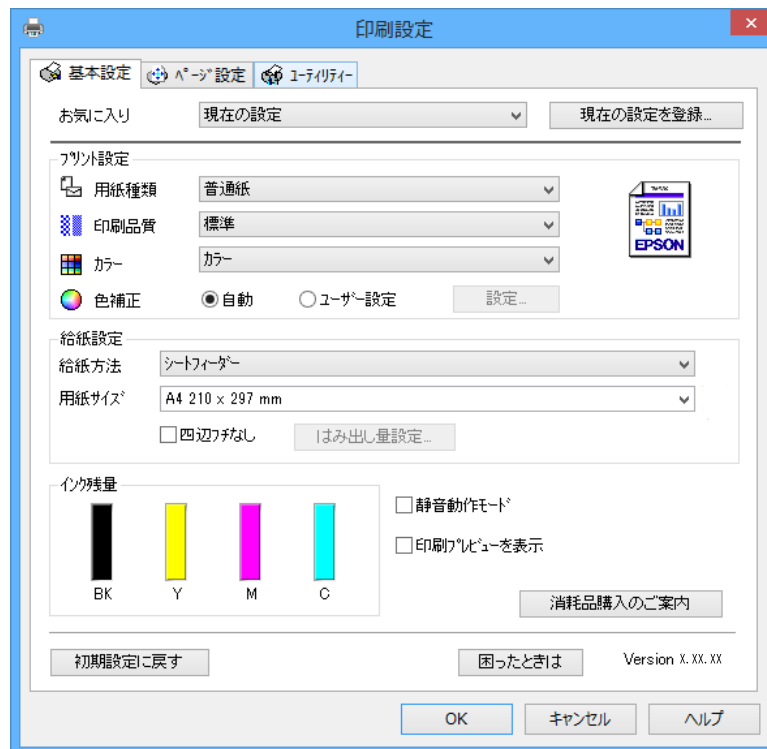 印刷設定
基本設定 ページ設定 ユーティリティー
お気に入り 現在の設定 現在の設定を登録...
プリント設定
用紙種類 普通紙
印刷品質 標準
カラー カラー
EPSON
色補正 自動 ユーザー設定 設定...
給紙設定
給紙方法 シートフィーダー
用紙サイズ A4 210 x 297 mm
四辺フチなし はみ出し量設定...
インク残量
静音動作モード
印刷プレビューを表示
BK Y M C
消耗品購入のご案内
初期設定に戻す 困ったときは Version X.XX.XX
OK キャンセル ヘルプ